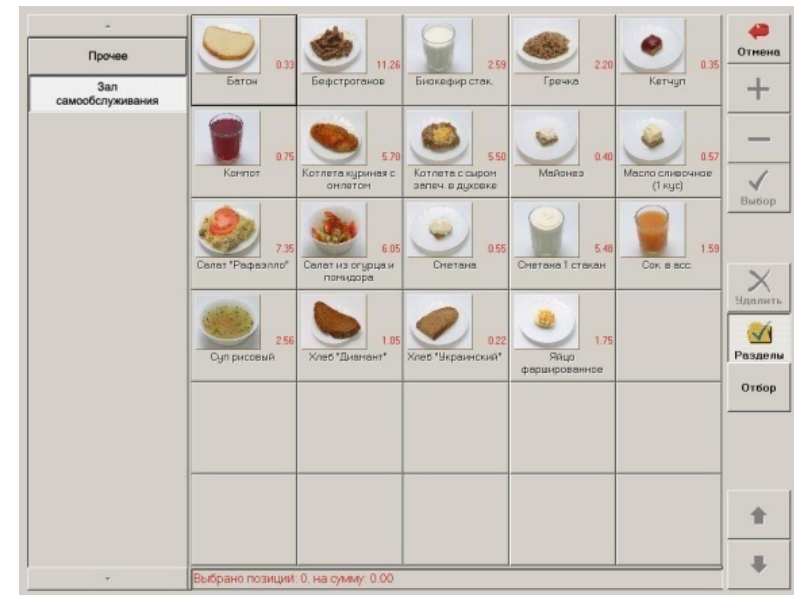 Прочее
Зал
самообслуживания
0.33
Батон
11.26
Бефстроганов
2.59
Биокефир стак.
2.20
Гречка
0.35
Кетчуп
0.75
Компот
5.70
Котлета куриная с
омлетом
5.50
Котлета с сыром
запеч. в духовке
0.40
Майонез
0.57
Масло сливочное
(1 кус)
7.35
Салат "Рафаэлло"
6.05
Салат из огурца и
помидора
0.55
Сметана
5.48
Сметана 1 стакан
1.59
Сок в асс.
2.56
Суп рисовый
1.05
Хлеб "Диамант"
0.22
Хлеб "Украинский"
1.75
Яйцо
фаршированное
Выбрано позиций: 0, на сумму: 0.00
Отмена
Выбор
Удалить
Разделы
Отбор